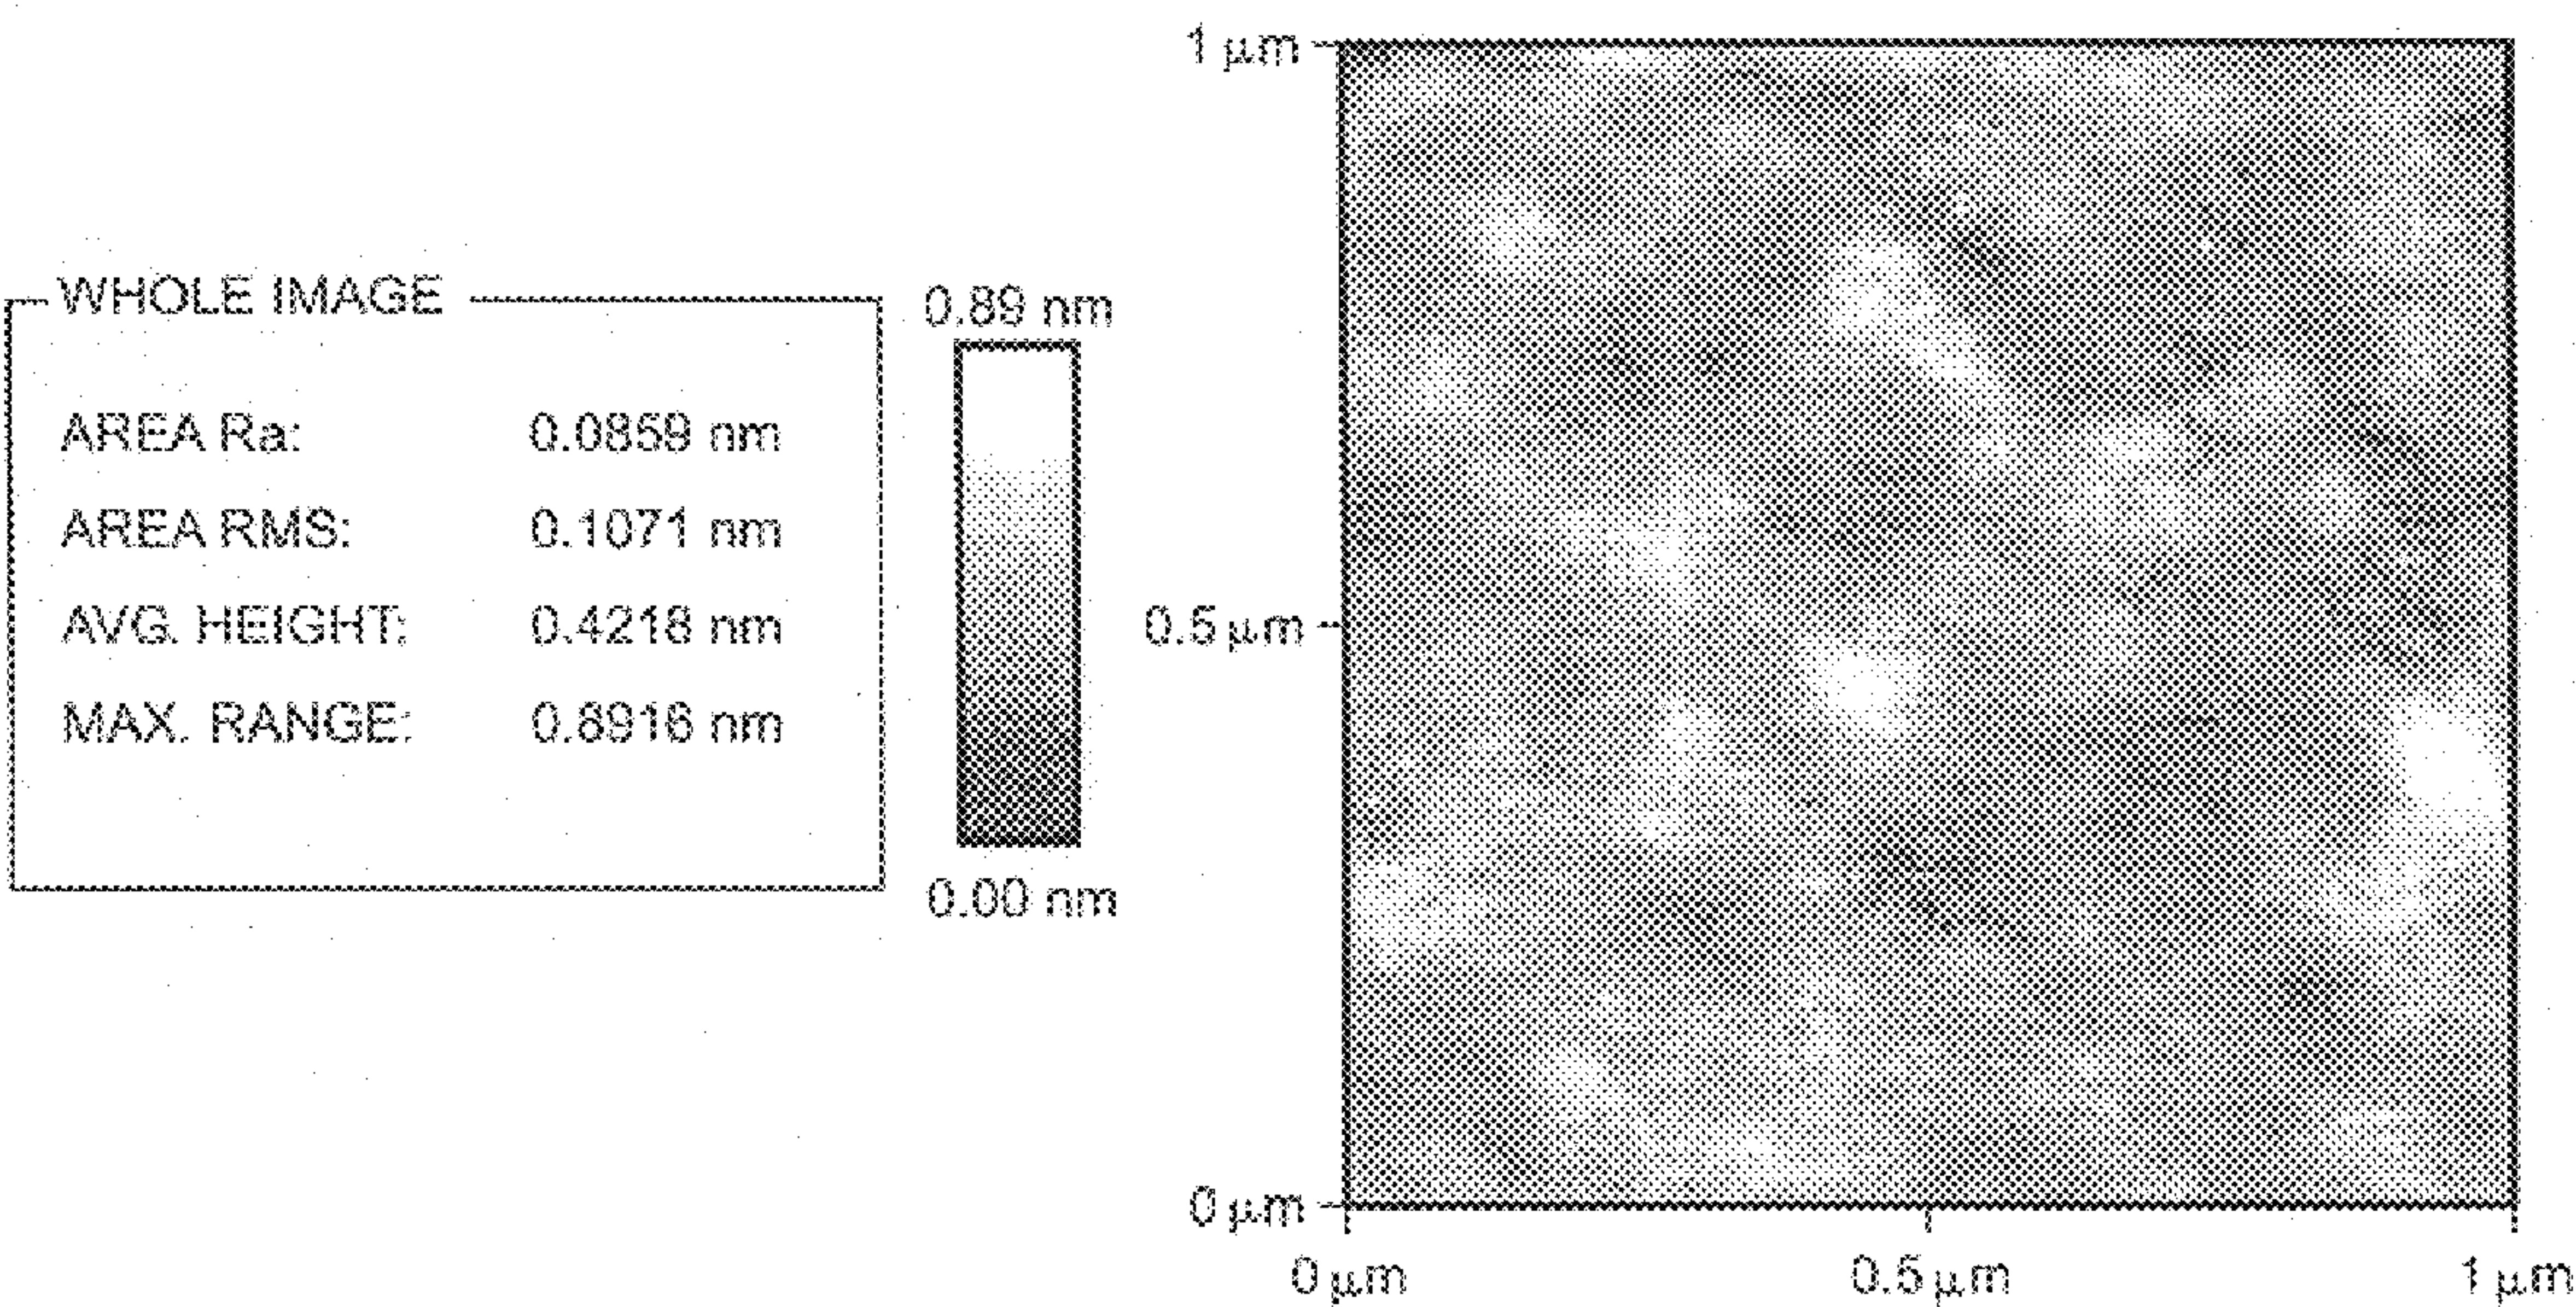 WHOLE IMAGE
AREA Ra: 0.0859 nm
AREA RMS: 0.1071 nm
AVG. HEIGHT: 0.4218 nm
MAX. RANGE: 0.8916 nm
0.89 nm
0.00 nm
1 μm
0.5 μm
0 μm
0 μm
0.5 μm
1 μm